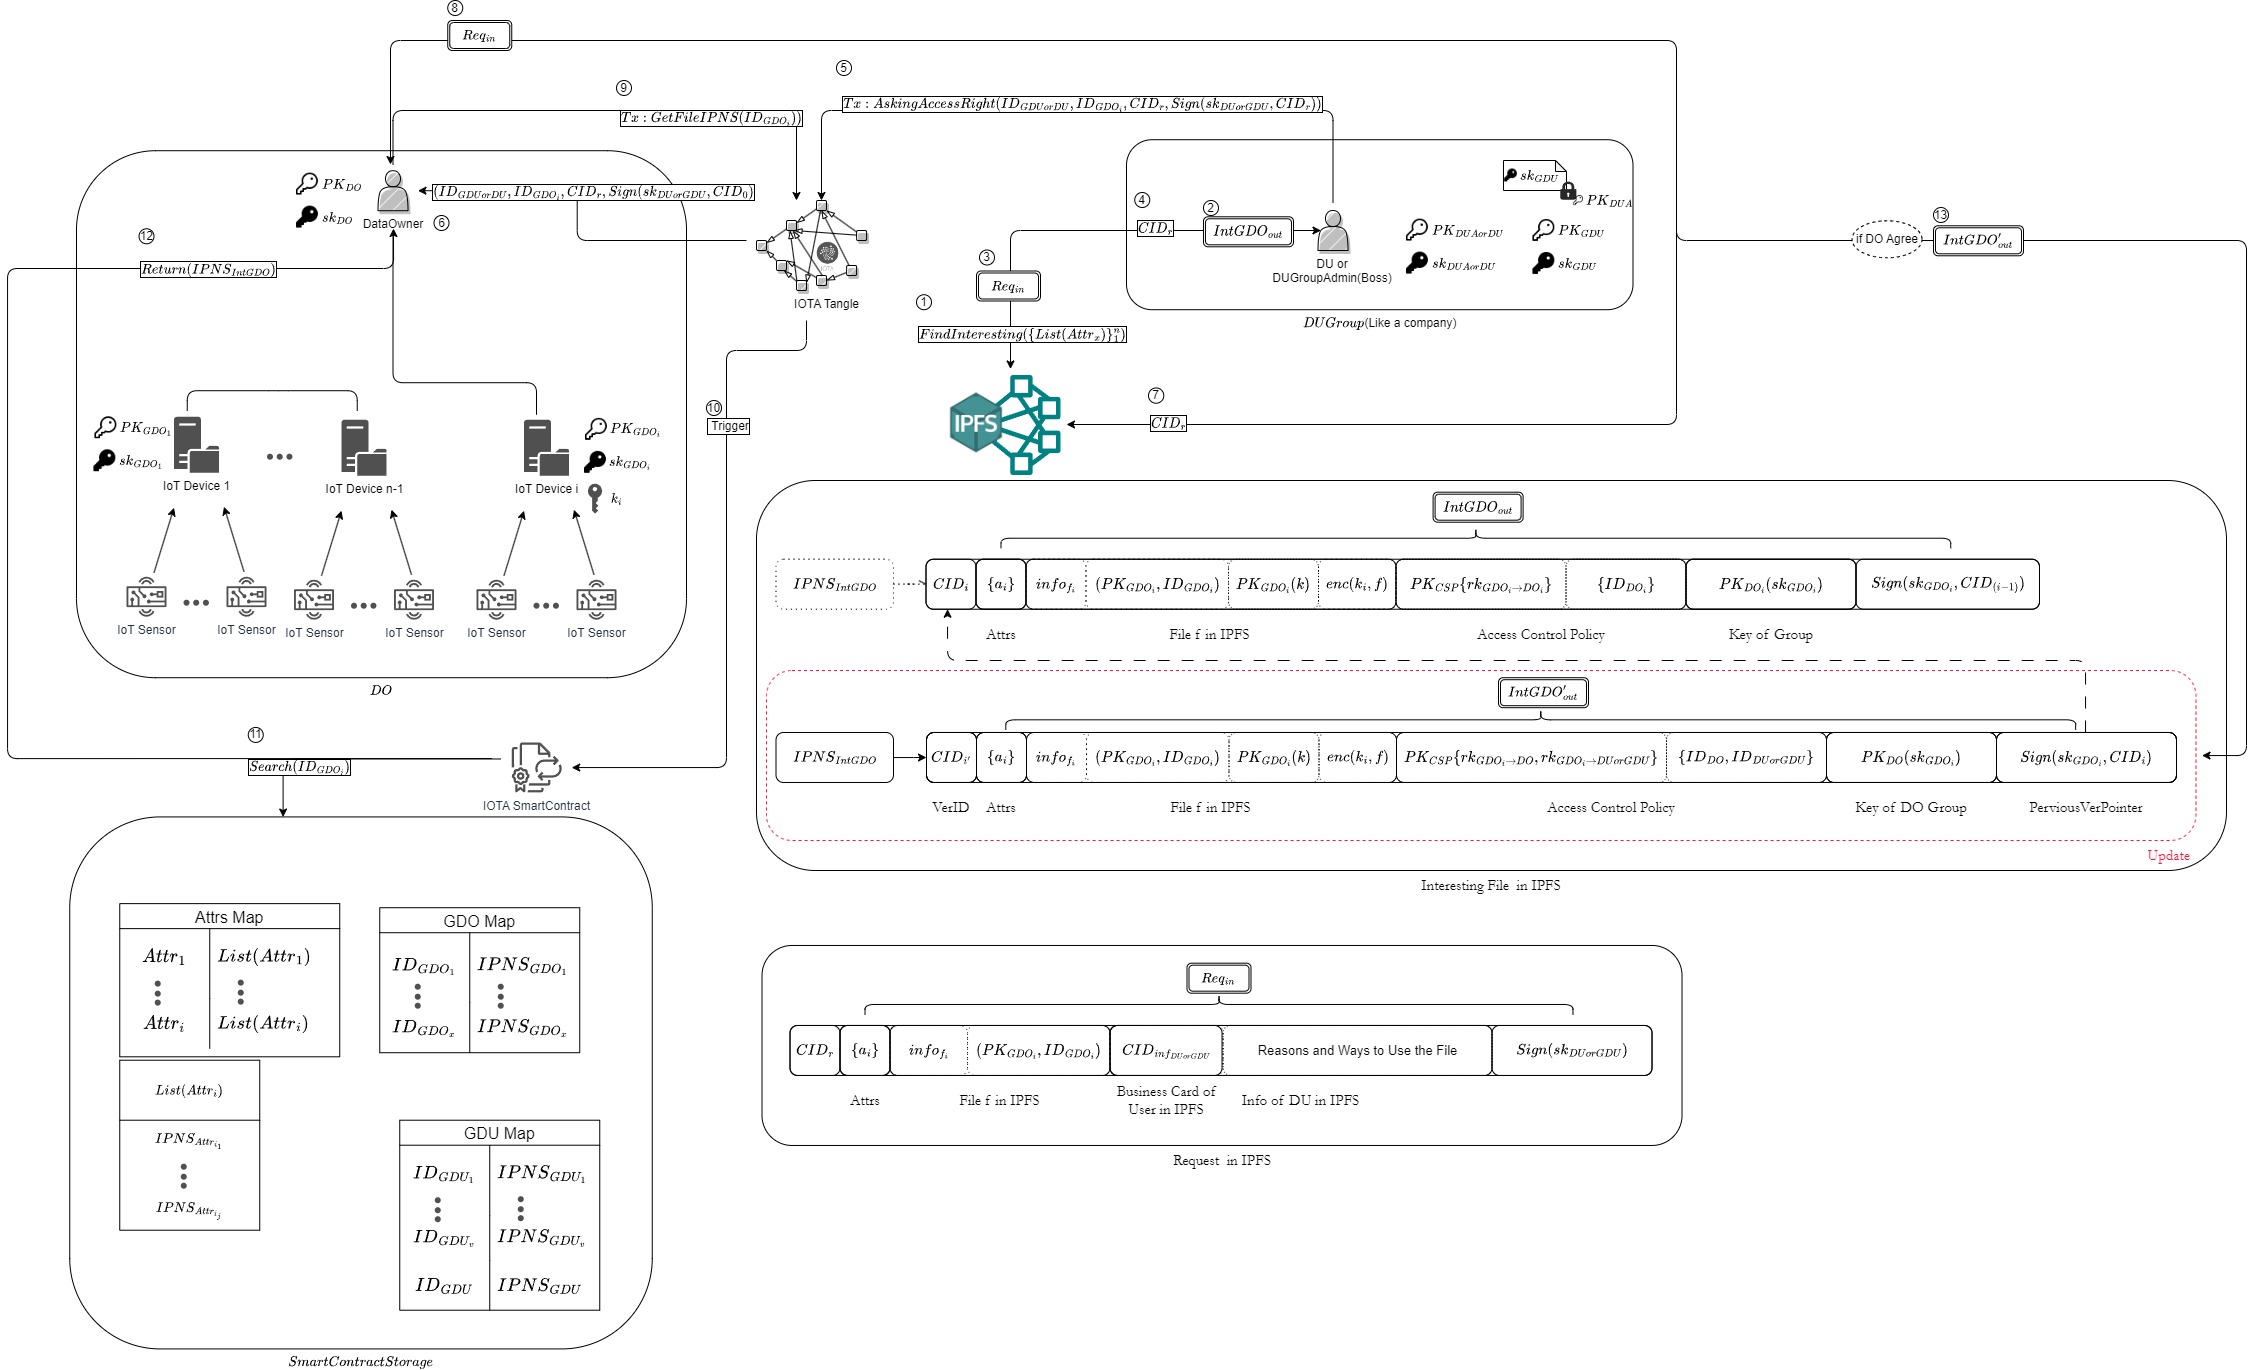 ⑧
Req_in
⑨
Tx : GetFileIPNS(ID_{GDO_i})
⑤
Tx : AskingAccessRight(ID_{GDUorDU}, ID_{GDO_i}, CID_r, Sign(sk_{DUorGDU}, CID_r))
PK_{DO}
sk_{DO}
DataOwner
⑥
(ID_{GDUorDU}, ID_{GDO_i}, CID_r, Sign(sk_{DUorGDU}, CID_0)
⑫
Return(IPNS_{IntGDO})
IOTA
IOTA Tangle
④
CID_r
②
IntGDO_{out}
③
Req_{in}
①
FindInteresting({List(Attr_x)}_1^n)
DU or
DUGroupAdmin(Boss)
PK_{DUAorDU}
sk_{DUAorDU}
sk_{GDU}
PK_{DUA}
PK_{GDU}
sk_{GDU}
DUGroup(Like a company)
if DO Agree
⑬
IntGDO'_{out}
IPFS
⑦
CID_r
⑩
Trigger
PK_{GDO_1}
sk_{GDO_1}
IoT Device 1
IoT Device n-1
IoT Device i
PK_{GDO_i}
sk_{GDO_i}
k_i
IoT Sensor
IoT Sensor
IoT Sensor
IoT Sensor
IoT Sensor
IoT Sensor
DO
⑪
Search(ID_{GDO_i})
IOTA SmartContract
IntGDO_{out}
IPNS_{IntGDO}
CID_i
{a_i}
info_{f_i}
(PK_{GDO_i}, ID_{GDO_i})
PK_{GDO_i}(k)
enc(k_i, f)
PK_{CSP}{rk_{GDO_i→DO_i}}
{ID_{DO_i}}
PK_{DO_i}(sk_{GDO_i})
Sign(sk_{GDO_i}, CID_{(i−1)})
Attrs
File f in IPFS
Access Control Policy
Key of Group
IntGDO'_{out}
IPNS_{IntGDO}
CID_{i'}
{a_i}
info_{f_i}
(PK_{GDO_i}, ID_{GDO_i})
PK_{GDO_i}(k)
enc(k_i, f)
PK_{CSP}{rk_{GDO_i→DO}, rk_{GDO_i→DUorGDU}}
{ID_{DO}, ID_{DUorGDU}}
PK_{DO}(sk_{GDO_i})
Sign(sk_{GDO_i}, CID_i)
VerID
Attrs
File f in IPFS
Access Control Policy
Key of DO Group
PerviousVerPointer
Update
Interesting File in IPFS
Attrs Map
Attr_1
List(Attr_1)
Attr_i
List(Attr_i)
List(Attr_i)
IPNS_{Attr_{i_1}}
IPNS_{Attr_{i_j}}
GDO Map
ID_{GDO_1}
IPNS_{GDO_1}
ID_{GDO_x}
IPNS_{GDO_x}
GDU Map
ID_{GDU_1}
IPNS_{GDU_1}
ID_{GDU_v}
IPNS_{GDU_v}
ID_{GDU}
IPNS_{GDU}
SmartContractStorage
Req_{in}
CID_r
{a_i}
info_{f_i}
(PK_{GDO_i}, ID_{GDO_i})
CID_{inf_{DUorGDU}}
Reasons and Ways to Use the File
Sign(sk_{DUorGDU})
Attrs
File f in IPFS
Business Card of
User in IPFS
Info of DU in IPFS
Request in IPFS